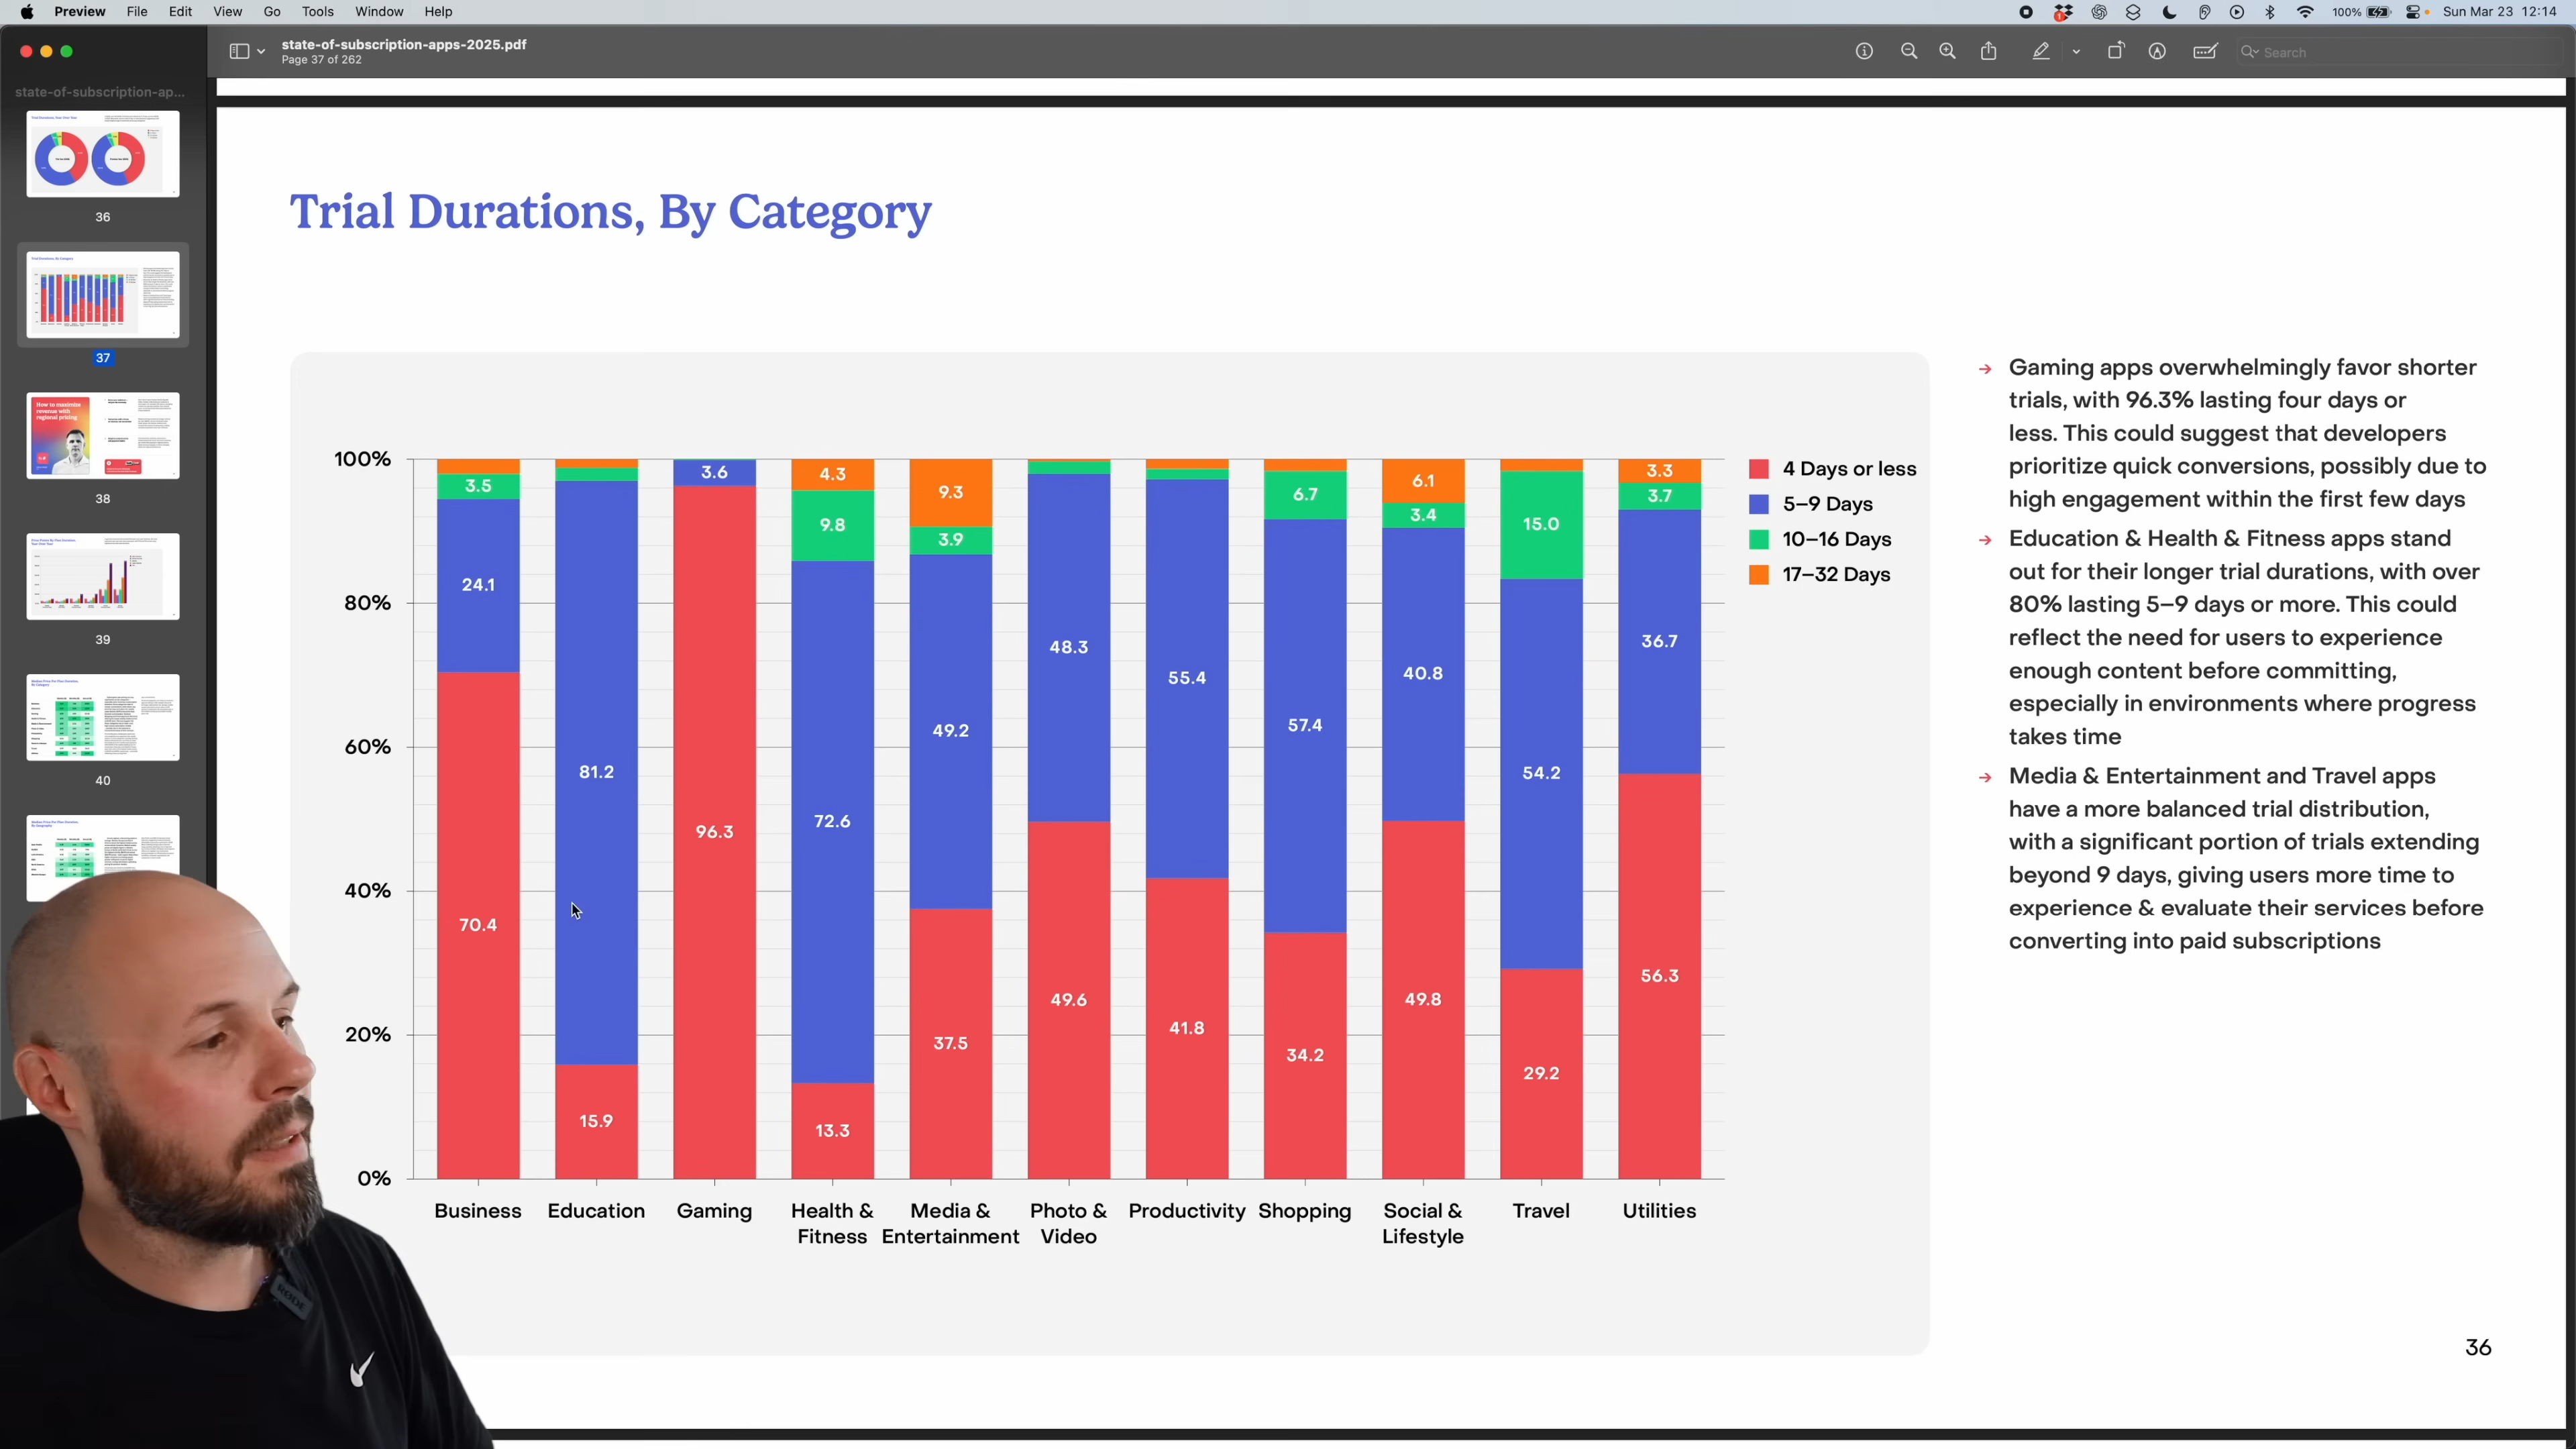 Preview File Edit View Go Tools Window Help
100% Sun Mar 23 12:14
state-of-subscription-apps-2025.pdf
Page 37 of 262
Search
state-of-subscription-ap...
36
37
How to maximize
revenue with
regional pricing
38
39
40
Trial Durations, By Category
100%
80%
60%
40%
20%
0%
3.5
24.1
70.4
81.2
15.9
3.6
96.3
4.3
9.8
72.6
13.3
9.3
3.9
49.2
37.5
48.3
49.6
55.4
41.8
6.7
57.4
34.2
6.1
3.4
40.8
49.8
15.0
54.2
29.2
3.3
3.7
36.7
56.3
Business Education Gaming Health & Media & Photo & Productivity Shopping Social & Travel Utilities
Fitness Entertainment Video Lifestyle
4 Days or less
5–9 Days
10–16 Days
17–32 Days
→ Gaming apps overwhelmingly favor shorter
trials, with 96.3% lasting four days or
less. This could suggest that developers
prioritize quick conversions, possibly due to
high engagement within the first few days
→ Education & Health & Fitness apps stand
out for their longer trial durations, with over
80% lasting 5–9 days or more. This could
reflect the need for users to experience
enough content before committing,
especially in environments where progress
takes time
→ Media & Entertainment and Travel apps
have a more balanced trial distribution,
with a significant portion of trials extending
beyond 9 days, giving users more time to
experience & evaluate their services before
converting into paid subscriptions
36
RØDE